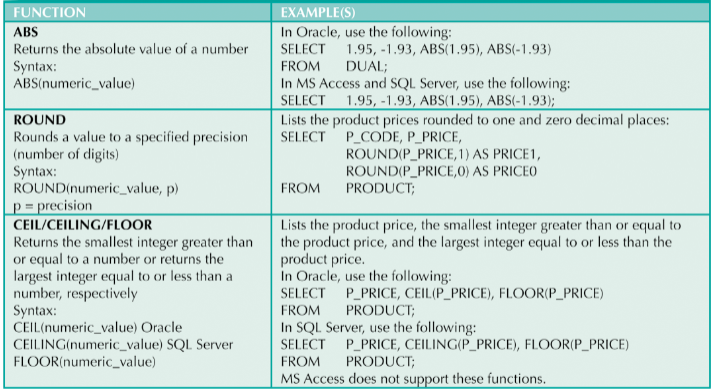 FUNCTION
EXAMPLE(S)
ABS
Returns the absolute value of a number
Syntax:
ABS(numeric_value)
In Oracle, use the following:
SELECT 1.95, -1.93, ABS(1.95), ABS(-1.93)
FROM DUAL;
In MS Access and SQL Server, use the following:
SELECT 1.95, -1.93, ABS(1.95), ABS(-1.93);
ROUND
Rounds a value to a specified precision
(number of digits)
Syntax:
ROUND(numeric_value, p)
p = precision
Lists the product prices rounded to one and zero decimal places:
SELECT P_CODE, P_PRICE,
ROUND(P_PRICE,1) AS PRICE1,
ROUND(P_PRICE,0) AS PRICE0
FROM PRODUCT;
CEIL/CEILING/FLOOR
Returns the smallest integer greater than
or equal to a number or returns the
largest integer equal to or less than a
number, respectively
Syntax:
CEIL(numeric_value) Oracle
CEILING(numeric_value) SQL Server
FLOOR(numeric_value)
Lists the product price, the smallest integer greater than or equal to
the product price, and the largest integer equal to or less than the
product price.
In Oracle, use the following:
SELECT P_PRICE, CEIL(P_PRICE), FLOOR(P_PRICE)
FROM PRODUCT;
In SQL Server, use the following:
SELECT P_PRICE, CEILING(P_PRICE), FLOOR(P_PRICE)
FROM PRODUCT;
MS Access does not support these functions.